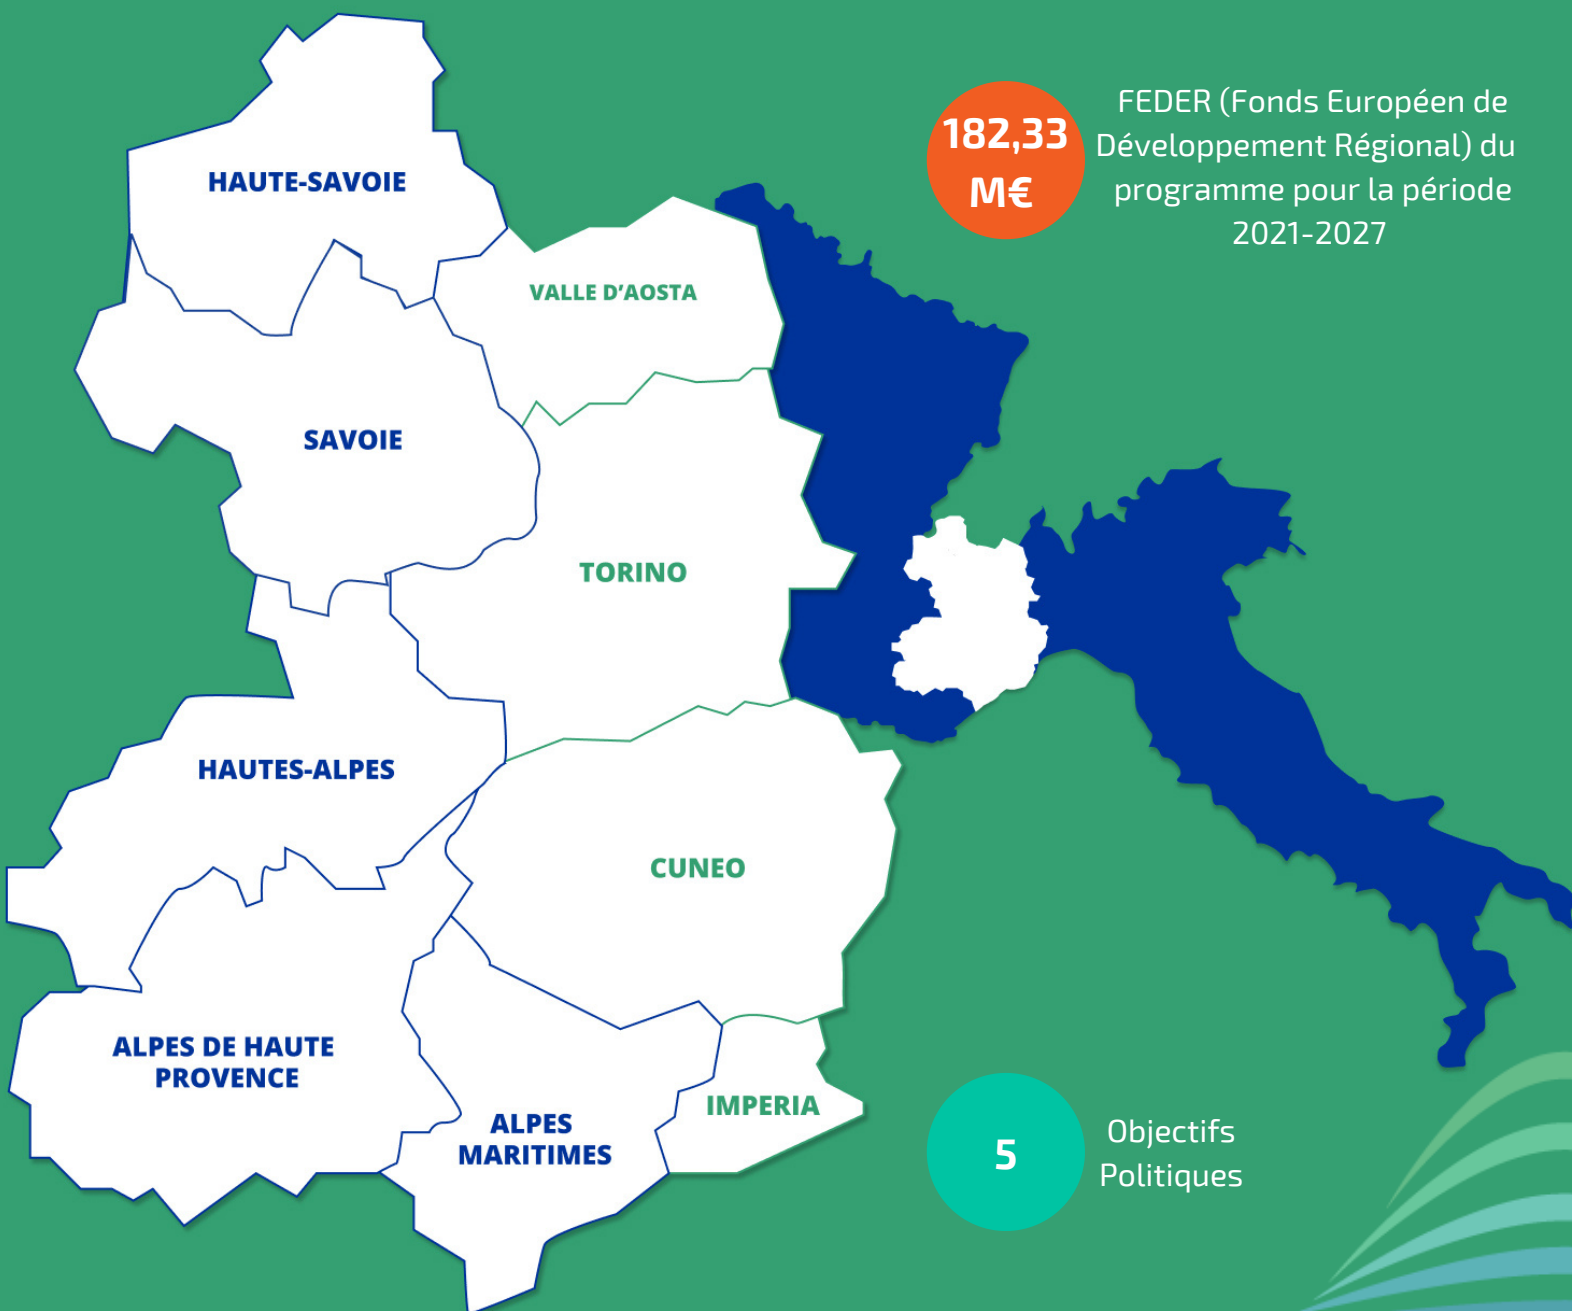 182,33
M€
FEDER (Fonds Européen de
Développement Régional) du
programme pour la période
2021-2027
HAUTE-SAVOIE
VALLE D'AOSTA
SAVOIE
TORINO
HAUTES-ALPES
CUNEO
ALPES DE HAUTE
PROVENCE
ALPES
MARITIMES
IMPERIA
5
Objectifs
Politiques